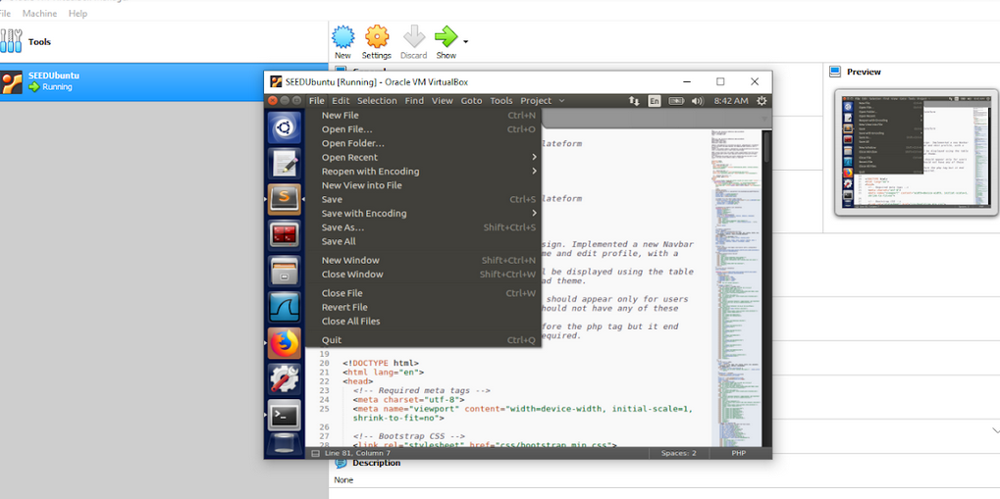 File Machine Help
Tools
New Settings Discard Show
SEEDUbuntu
Running
Preview
SEEDUbuntu [Running] - Oracle VM VirtualBox
File Edit Selection Find View Goto Tools Project
En
8:42 AM
New File Ctrl+N
Open File... Ctrl+O
Open Folder...
Open Recent
Reopen with Encoding
New View into File
Save Ctrl+S
Save with Encoding
Save As... Shift+Ctrl+S
Save All
New Window Shift+Ctrl+N
Close Window Shift+Ctrl+W
Close File Ctrl+W
Revert File
Close All Files
Quit Ctrl+Q
lateform
lateform
sign. Implemented a new Navbar
me and edit profile, with a
l be displayed using the table
ad theme.
should appear only for users
hould not have any of these
fore the php tag but it end
equired.
19
20 <!DOCTYPE html>
21 <html lang="en">
22 <head>
23 <!-- Required meta tags -->
24 <meta charset="utf-8">
25 <meta name="viewport" content="width=device-width, initial-scale=1,
shrink-to-fit=no">
26
27 <!-- Bootstrap CSS -->
28 <link rel="stylesheet" href="css/bootstrap.min.css">
Line 81, Column 7 Spaces: 2 PHP
Description
None